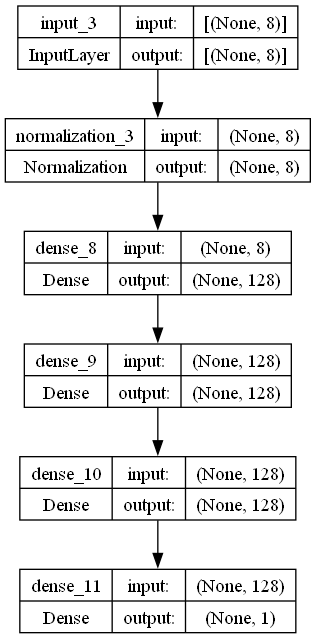 input_3 input: [(None, 8)]
InputLayer output: [(None, 8)]
normalization_3 input: (None, 8)
Normalization output: (None, 8)
dense_8 input: (None, 8)
Dense output: (None, 128)
dense_9 input: (None, 128)
Dense output: (None, 128)
dense_10 input: (None, 128)
Dense output: (None, 128)
dense_11 input: (None, 128)
Dense output: (None, 1)